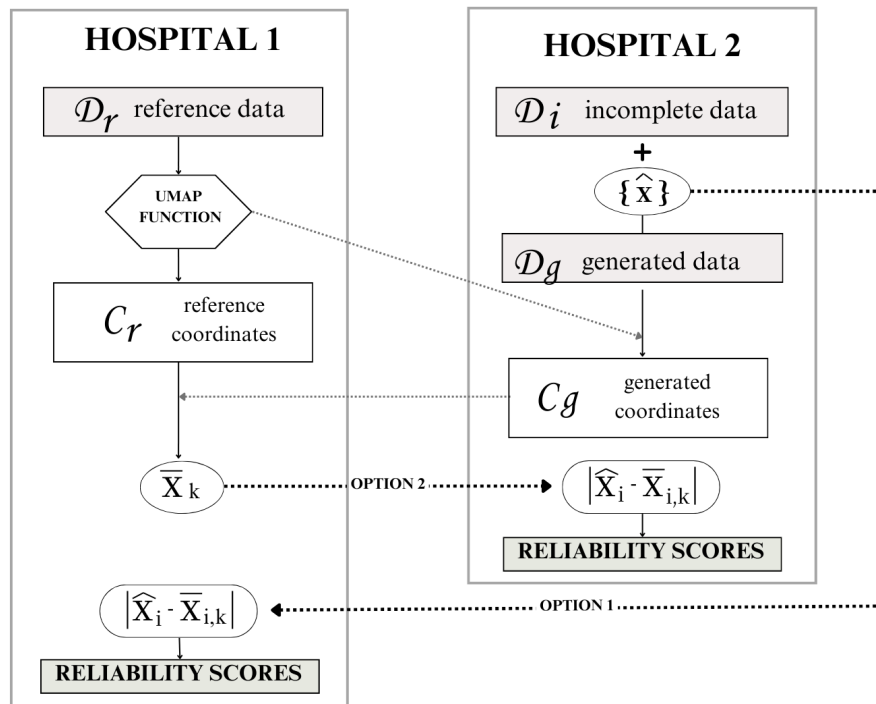 HOSPITAL 1
𝒟r reference data
UMAP
FUNCTION
Cr reference
coordinates
X̅k
|X̂i - X̅i,k|
RELIABILITY SCORES
HOSPITAL 2
𝒟i incomplete data
+
{x̂}
𝒟g generated data
Cg generated
coordinates
OPTION 2
|X̂i - X̅i,k|
RELIABILITY SCORES
OPTION 1